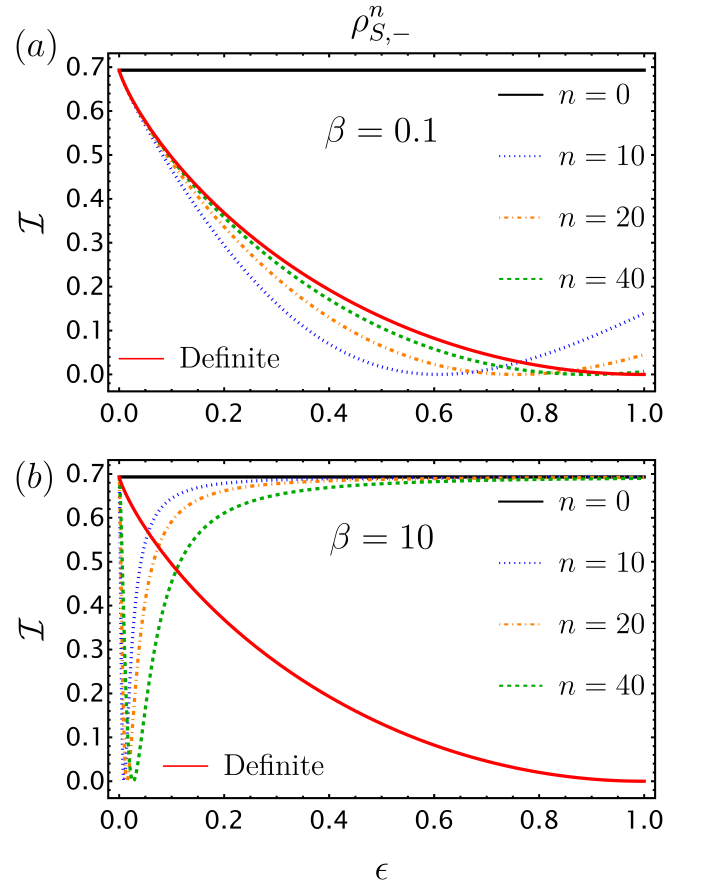 ρ^n_{S,−}
(a)
0.7
0.6
0.5
0.4
0.3
0.2
0.1
0.0
ℐ
β = 0.1
n = 0
n = 10
n = 20
n = 40
Definite
0.0 0.2 0.4 0.6 0.8 1.0
(b)
0.7
0.6
0.5
0.4
0.3
0.2
0.1
0.0
ℐ
β = 10
n = 0
n = 10
n = 20
n = 40
Definite
0.0 0.2 0.4 0.6 0.8 1.0
ϵ